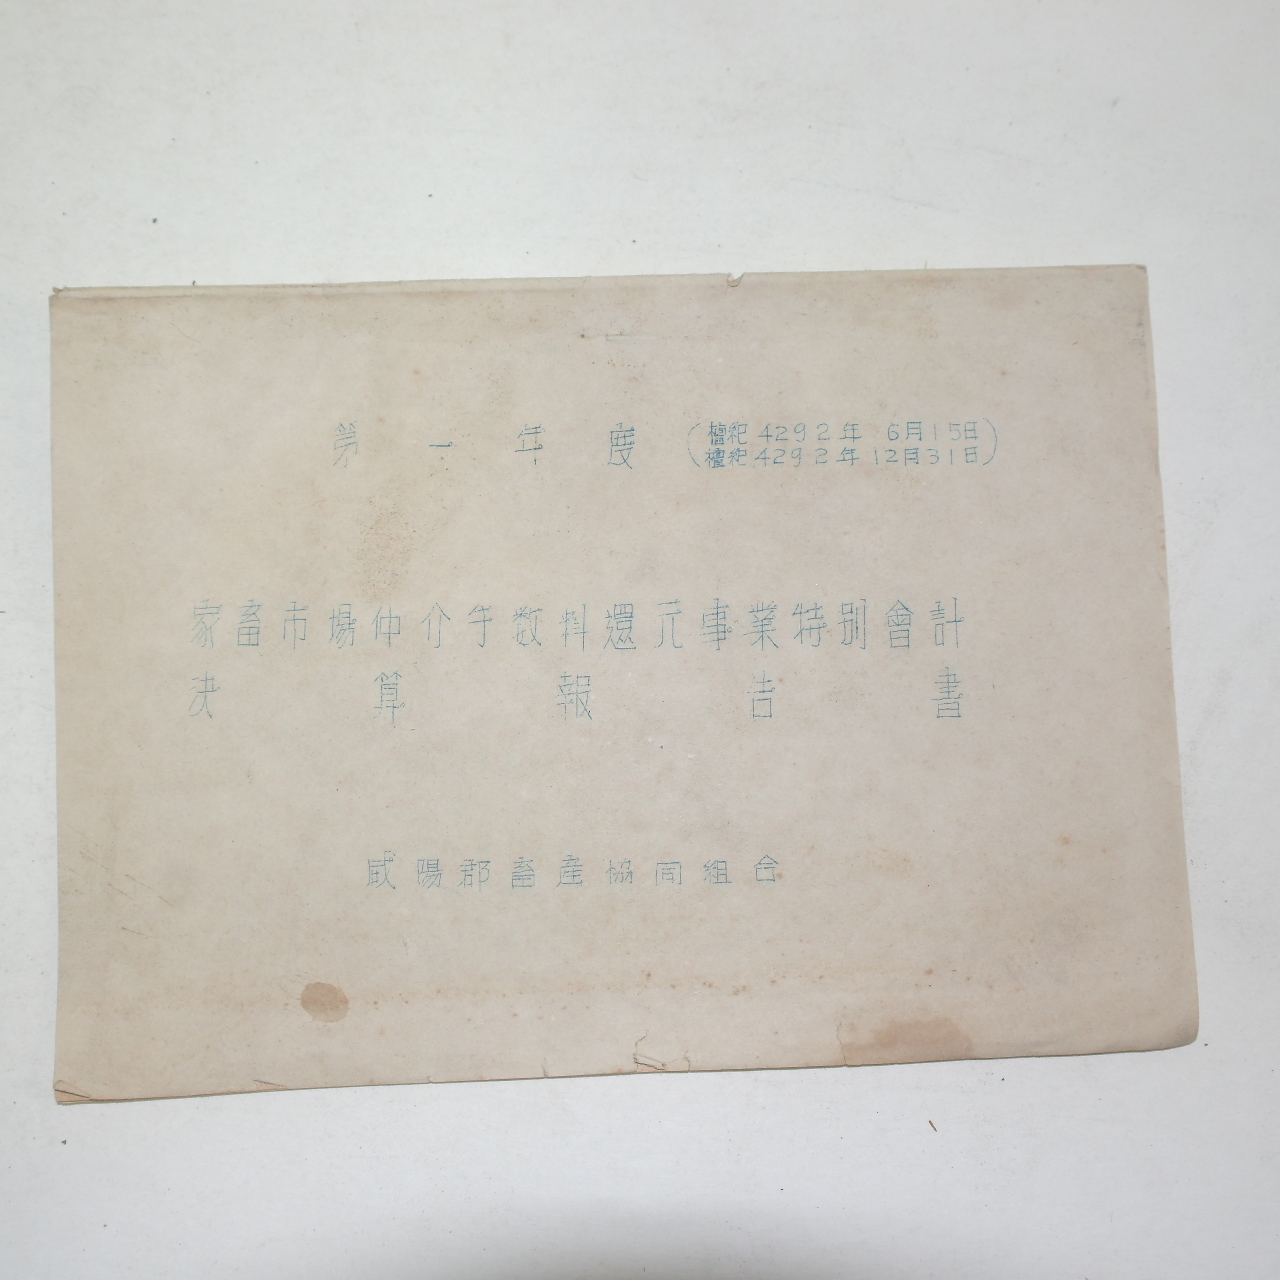 第一年度 (檀紀4292年 6月15日
檀紀4292年12月31日)
家畜市場仲介手数料還元事業特別會計
決算報告書
咸陽郡畜産協同組合